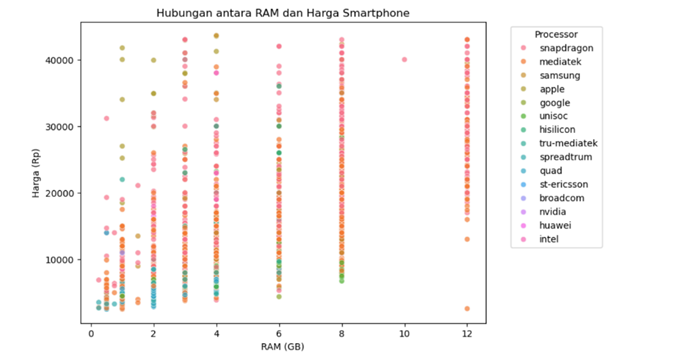 Hubungan antara RAM dan Harga Smartphone
Harga (Rp)
40000
30000
20000
10000
0
2
4
6
8
10
12
RAM (GB)
Processor
snapdragon
mediatek
samsung
apple
google
unisoc
hisilicon
tru-mediatek
spreadtrum
quad
st-ericsson
broadcom
nvidia
huawei
intel